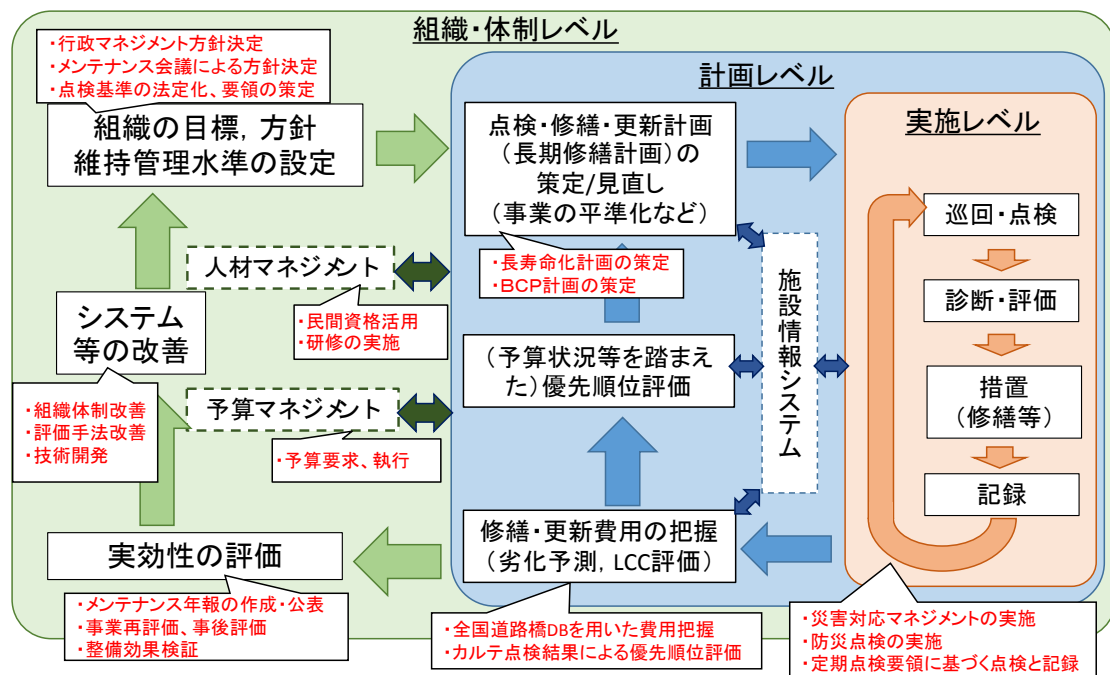 組織・体制レベル
・行政マネジメント方針決定
・メンテナンス会議による方針決定
・点検基準の法定化、要領の策定
組織の目標，方針
維持管理水準の設定
人材マネジメント
・民間資格活用
・研修の実施
システム
等の改善
・組織体制改善
・評価手法改善
・技術開発
予算マネジメント
・予算要求、執行
実効性の評価
・メンテナンス年報の作成・公表
・事業再評価、事後評価
・整備効果検証
計画レベル
点検・修繕・更新計画
（長期修繕計画）の
策定/見直し
（事業の平準化など）
・長寿命化計画の策定
・BCP計画の策定
（予算状況等を踏まえ
た）優先順位評価
修繕・更新費用の把握
（劣化予測，LCC評価）
・全国道路橋DBを用いた費用把握
・カルテ点検結果による優先順位評価
施設情報システム
実施レベル
巡回・点検
診断・評価
措置
（修繕等）
記録
・災害対応マネジメントの実施
・防災点検の実施
・定期点検要領に基づく点検と記録